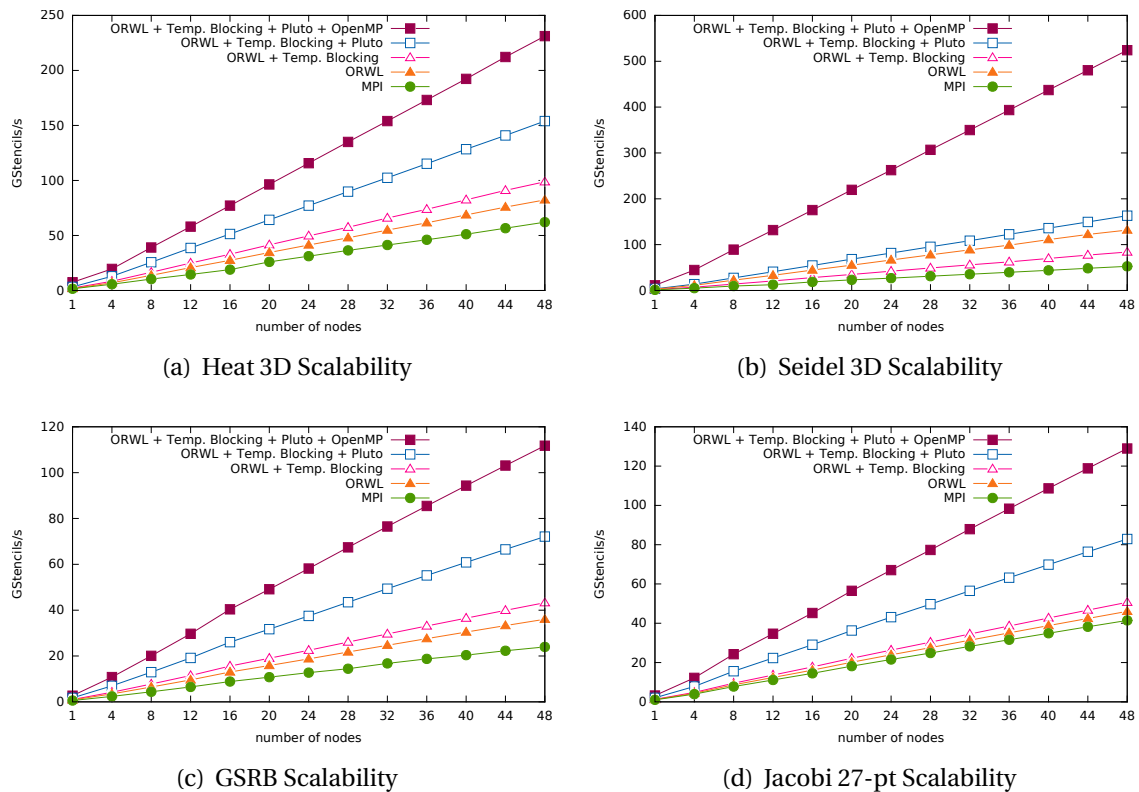 250
200
150
100
50
0
GStencils/s
ORWL + Temp. Blocking + Pluto + OpenMP
ORWL + Temp. Blocking + Pluto
ORWL + Temp. Blocking
ORWL
MPI
1 4 8 12 16 20 24 28 32 36 40 44 48
number of nodes
(a) Heat 3D Scalability
600
500
400
300
200
100
0
GStencils/s
ORWL + Temp. Blocking + Pluto + OpenMP
ORWL + Temp. Blocking + Pluto
ORWL + Temp. Blocking
ORWL
MPI
1 4 8 12 16 20 24 28 32 36 40 44 48
number of nodes
(b) Seidel 3D Scalability
120
100
80
60
40
20
0
GStencils/s
ORWL + Temp. Blocking + Pluto + OpenMP
ORWL + Temp. Blocking + Pluto
ORWL + Temp. Blocking
ORWL
MPI
1 4 8 12 16 20 24 28 32 36 40 44 48
number of nodes
(c) GSRB Scalability
140
120
100
80
60
40
20
0
GStencils/s
ORWL + Temp. Blocking + Pluto + OpenMP
ORWL + Temp. Blocking + Pluto
ORWL + Temp. Blocking
ORWL
MPI
1 4 8 12 16 20 24 28 32 36 40 44 48
number of nodes
(d) Jacobi 27-pt Scalability